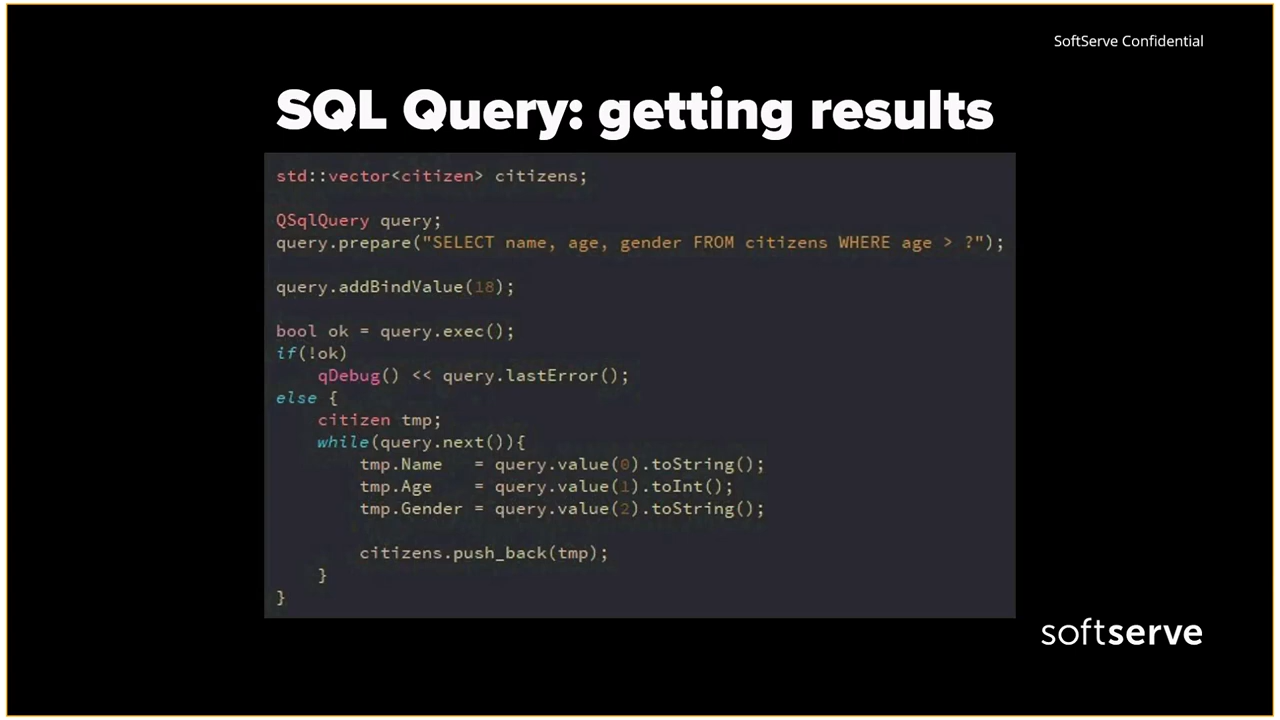 SoftServe Confidential
SQL Query: getting results
std::vector<citizen> citizens;
QSqlQuery query;
query.prepare("SELECT name, age, gender FROM citizens WHERE age > ?");
query.addBindValue(18);
bool ok = query.exec();
if(!ok)
    qDebug() << query.lastError();
else {
    citizen tmp;
    while(query.next()){
        tmp.Name   = query.value(0).toString();
        tmp.Age    = query.value(1).toInt();
        tmp.Gender = query.value(2).toString();
        citizens.push_back(tmp);
    }
}
softserve